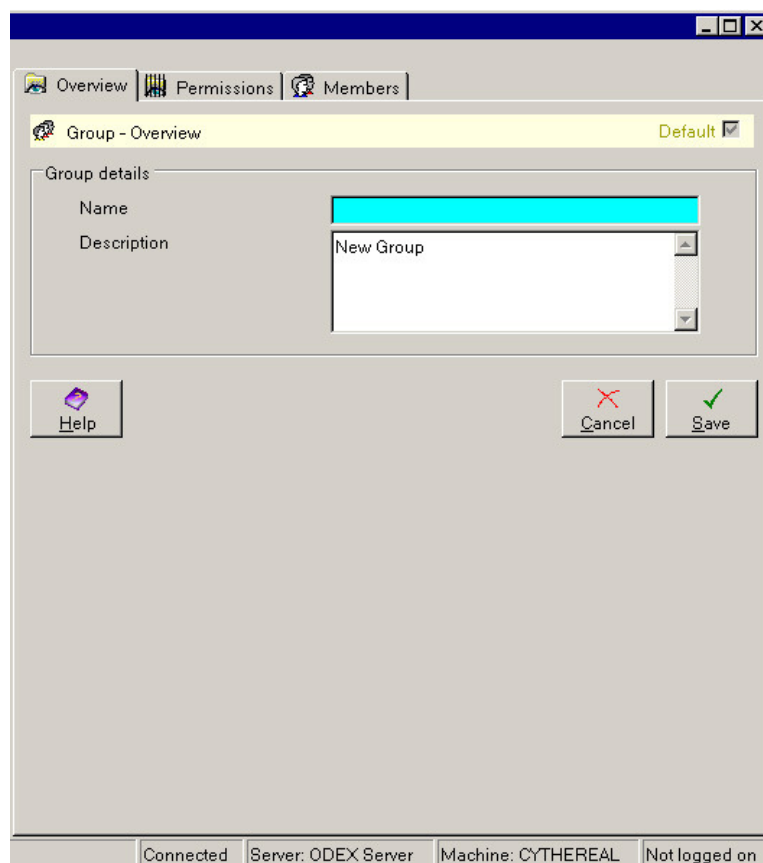 Overview Permissions Members
Group - Overview Default
Group details
Name
Description New Group
Help Cancel Save
Connected Server: ODEX Server Machine: CYTHEREAL Not logged on